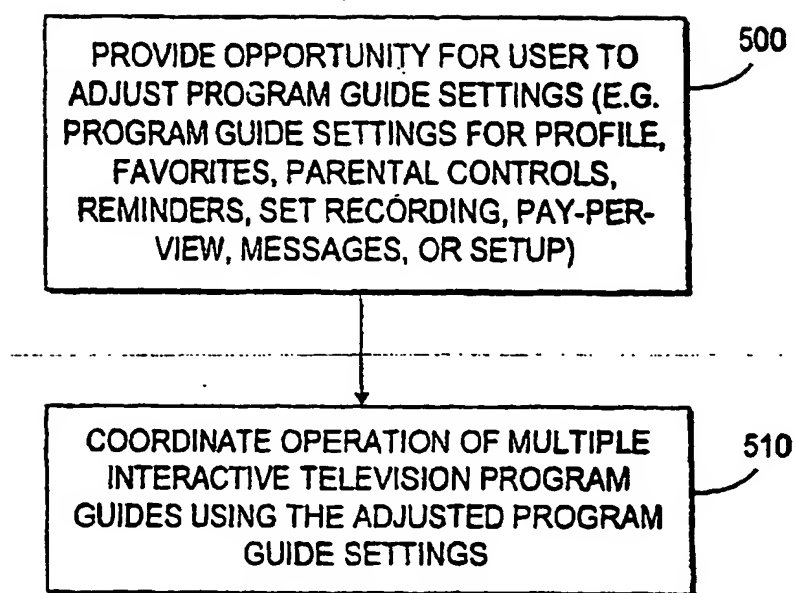 PROVIDE OPPORTUNITY FOR USER TO
ADJUST PROGRAM GUIDE SETTINGS (E.G.
PROGRAM GUIDE SETTINGS FOR PROFILE,
FAVORITES, PARENTAL CONTROLS,
REMINDERS, SET RECORDING, PAY-PER-
VIEW, MESSAGES, OR SETUP)
500
COORDINATE OPERATION OF MULTIPLE
INTERACTIVE TELEVISION PROGRAM
GUIDES USING THE ADJUSTED PROGRAM
GUIDE SETTINGS
510